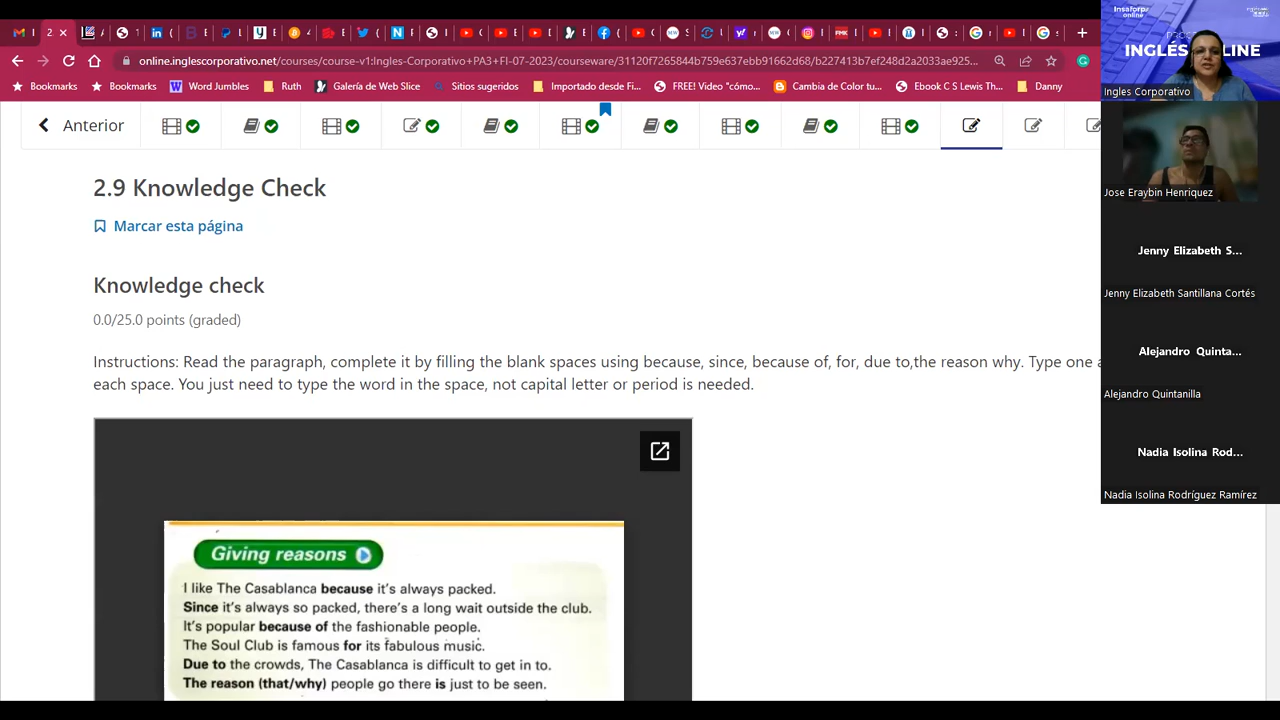 2
online.inglescorporativo.net/courses/course-v1:Ingles-Corporativo+PA3+FI-07-2023/courseware/31120f7265844b759e637ebb91662d68/b227413b7ef248d2a2033ae925...
Bookmarks
Bookmarks
Word Jumbles
Ruth
Galería de Web Slice
Sitios sugeridos
Importado desde Fi...
FREE! Video "cómo...
Cambia de Color tu...
Ebook C S Lewis Th...
Danny
Anterior
2.9 Knowledge Check
Marcar esta página
Knowledge check
0.0/25.0 points (graded)
Instructions: Read the paragraph, complete it by filling the blank spaces using because, since, because of, for, due to,the reason why. Type one a
each space. You just need to type the word in the space, not capital letter or period is needed.
Giving reasons
I like The Casablanca because it's always packed.
Since it's always so packed, there's a long wait outside the club.
It's popular because of the fashionable people.
The Soul Club is famous for its fabulous music.
Due to the crowds, The Casablanca is difficult to get in to.
The reason (that/why) people go there is just to be seen.
Insaforp
online
INGLÉS
LINE
Ingles Corporativo
Jose Eraybin Henriquez
Jenny Elizabeth S...
Jenny Elizabeth Santillana Cortés
Alejandro Quinta...
Alejandro Quintanilla
Nadia Isolina Rod...
Nadia Isolina Rodríguez Ramírez